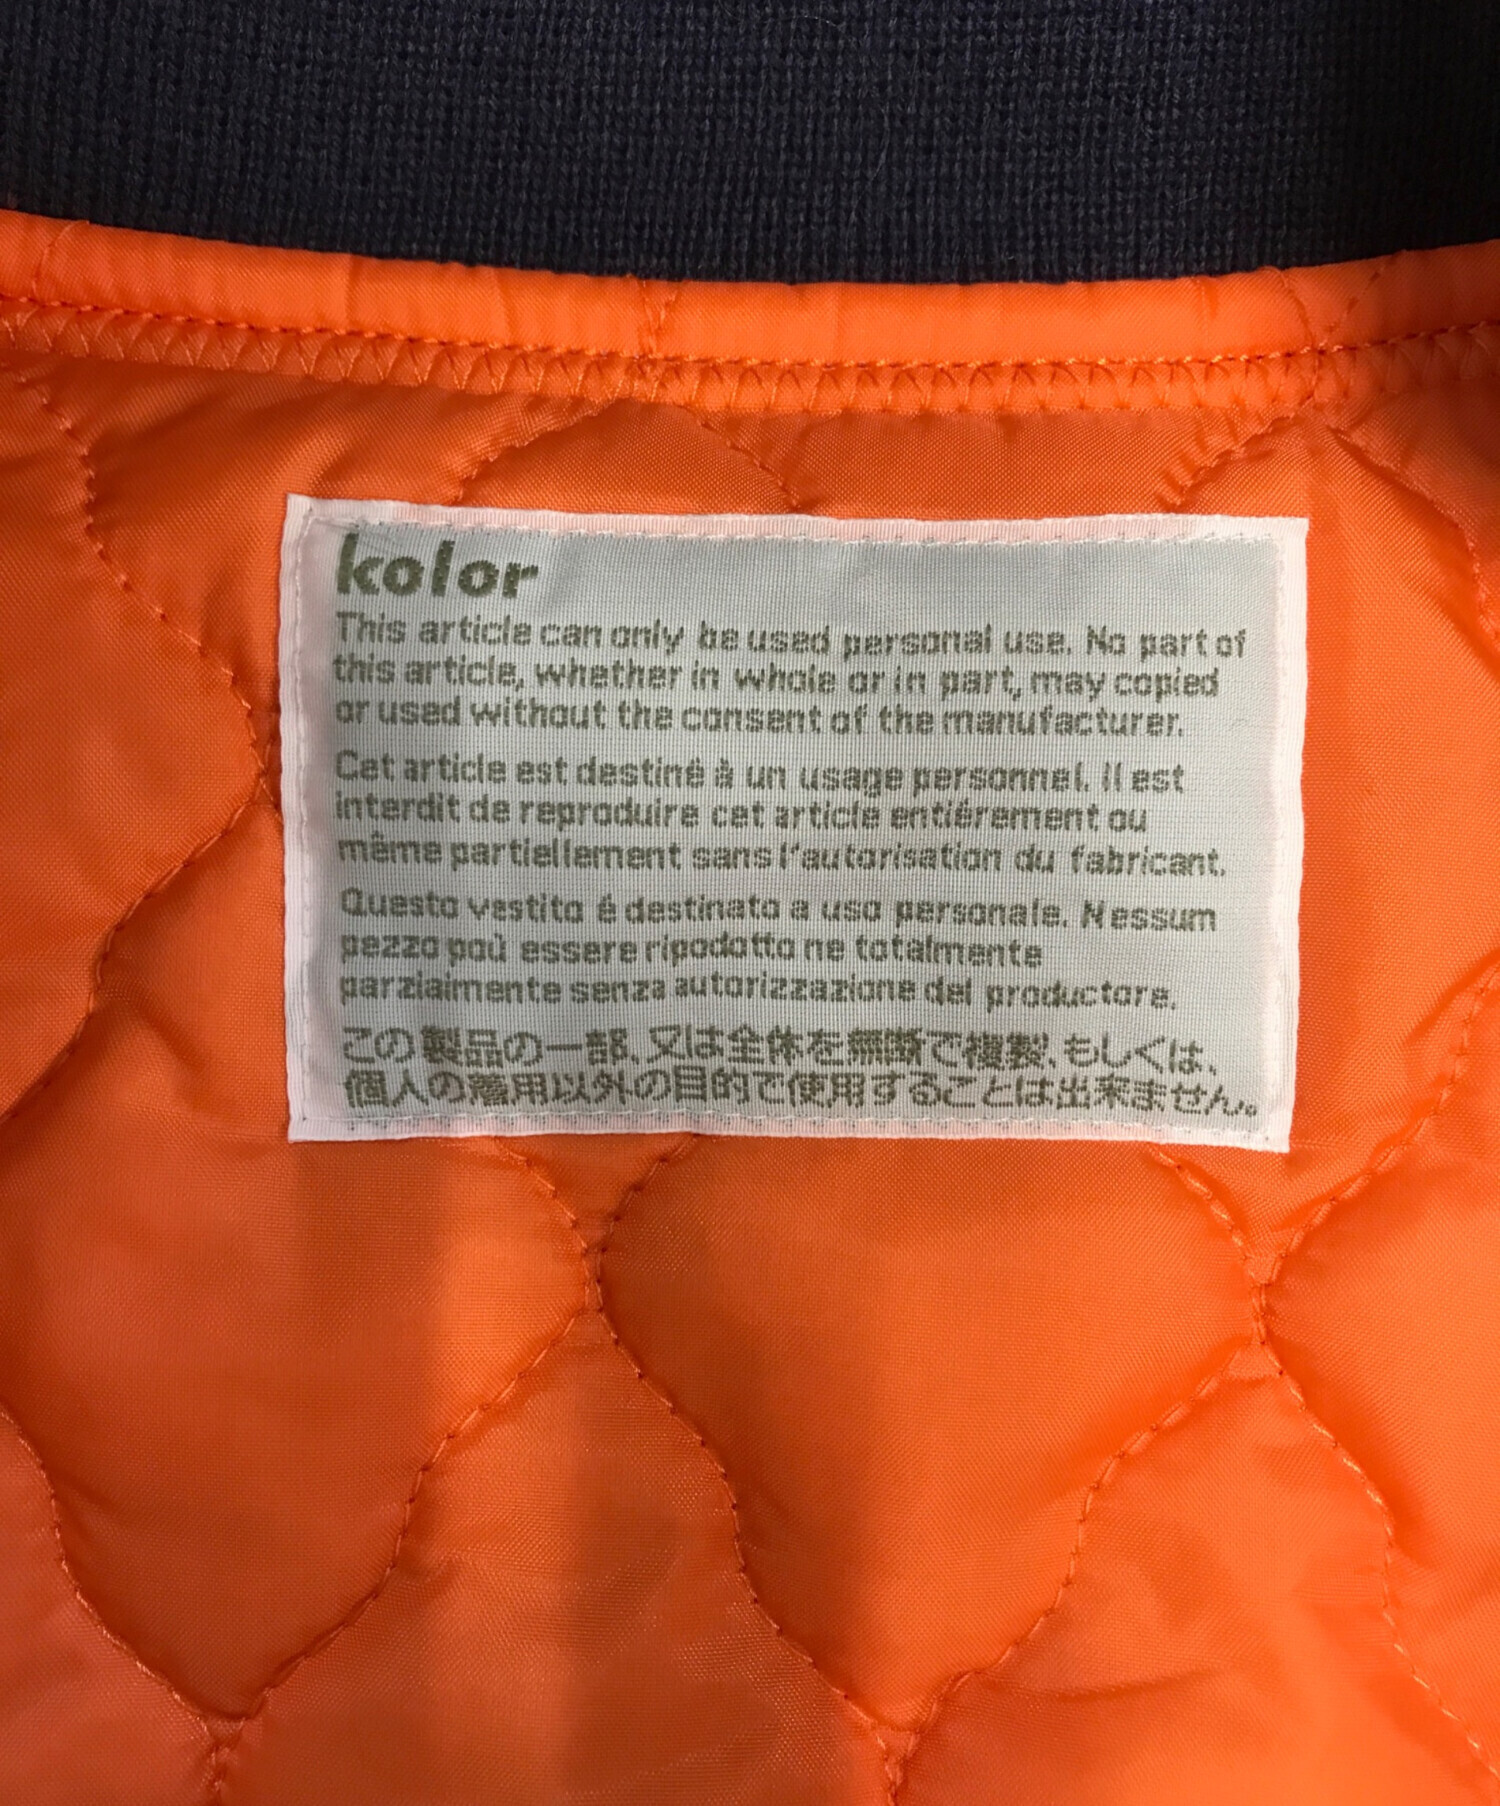 kolor
This article can only be used personal use. No part of
this article, whether in whole or in part, may copied
or used without the consent of the manufacturer.
Cet article est destiné à un usage personnel. Il est
interdit de reproduire cet article entiérement ou
même partiellement sans l'autorisation du fabricant.
Questo vestito é destinato a uso personale. Nessum
pezzo poù essere ripodotto ne totalmente
parzialmente senza autorizzazione del productore.
この製品の一部、又は全体を無断で複製、もしくは、
個人の着用以外の目的で使用することは出来ません。